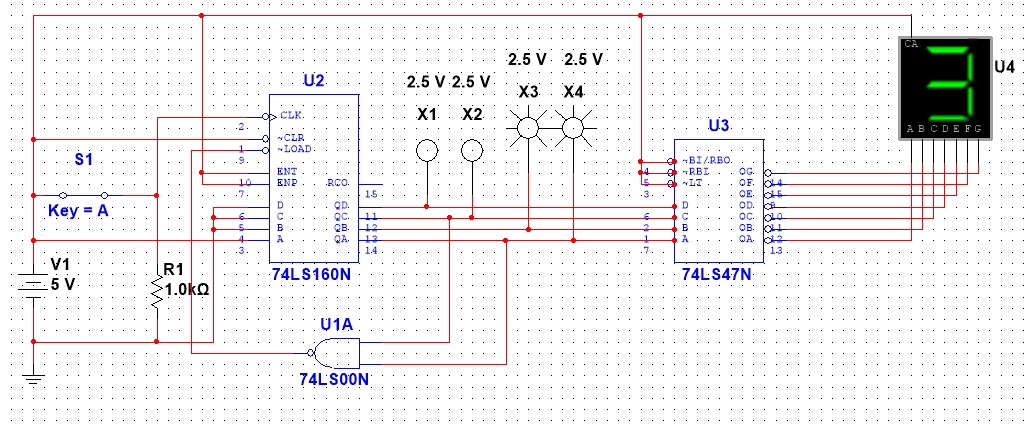 CA
U4
A B C D E F G
2.5 V 2.5 V
X3 X4
2.5 V 2.5 V
X1 X2
U2
CLK
2
~CLR
1
~LOAD
9
ENT
10
ENP
7
RCO
15
D
6
C
5
B
4
A
3
QD
11
QC
12
QB
13
QA
14
74LS160N
U3
~BI/RBO
4
~RBI
5
~LT
3
D
6
C
2
B
1
A
7
OG
14
OF
15
OE
9
OD
10
OC
11
OB
12
OA
13
74LS47N
S1
Key = A
V1
5 V
R1
1.0kΩ
U1A
74LS00N